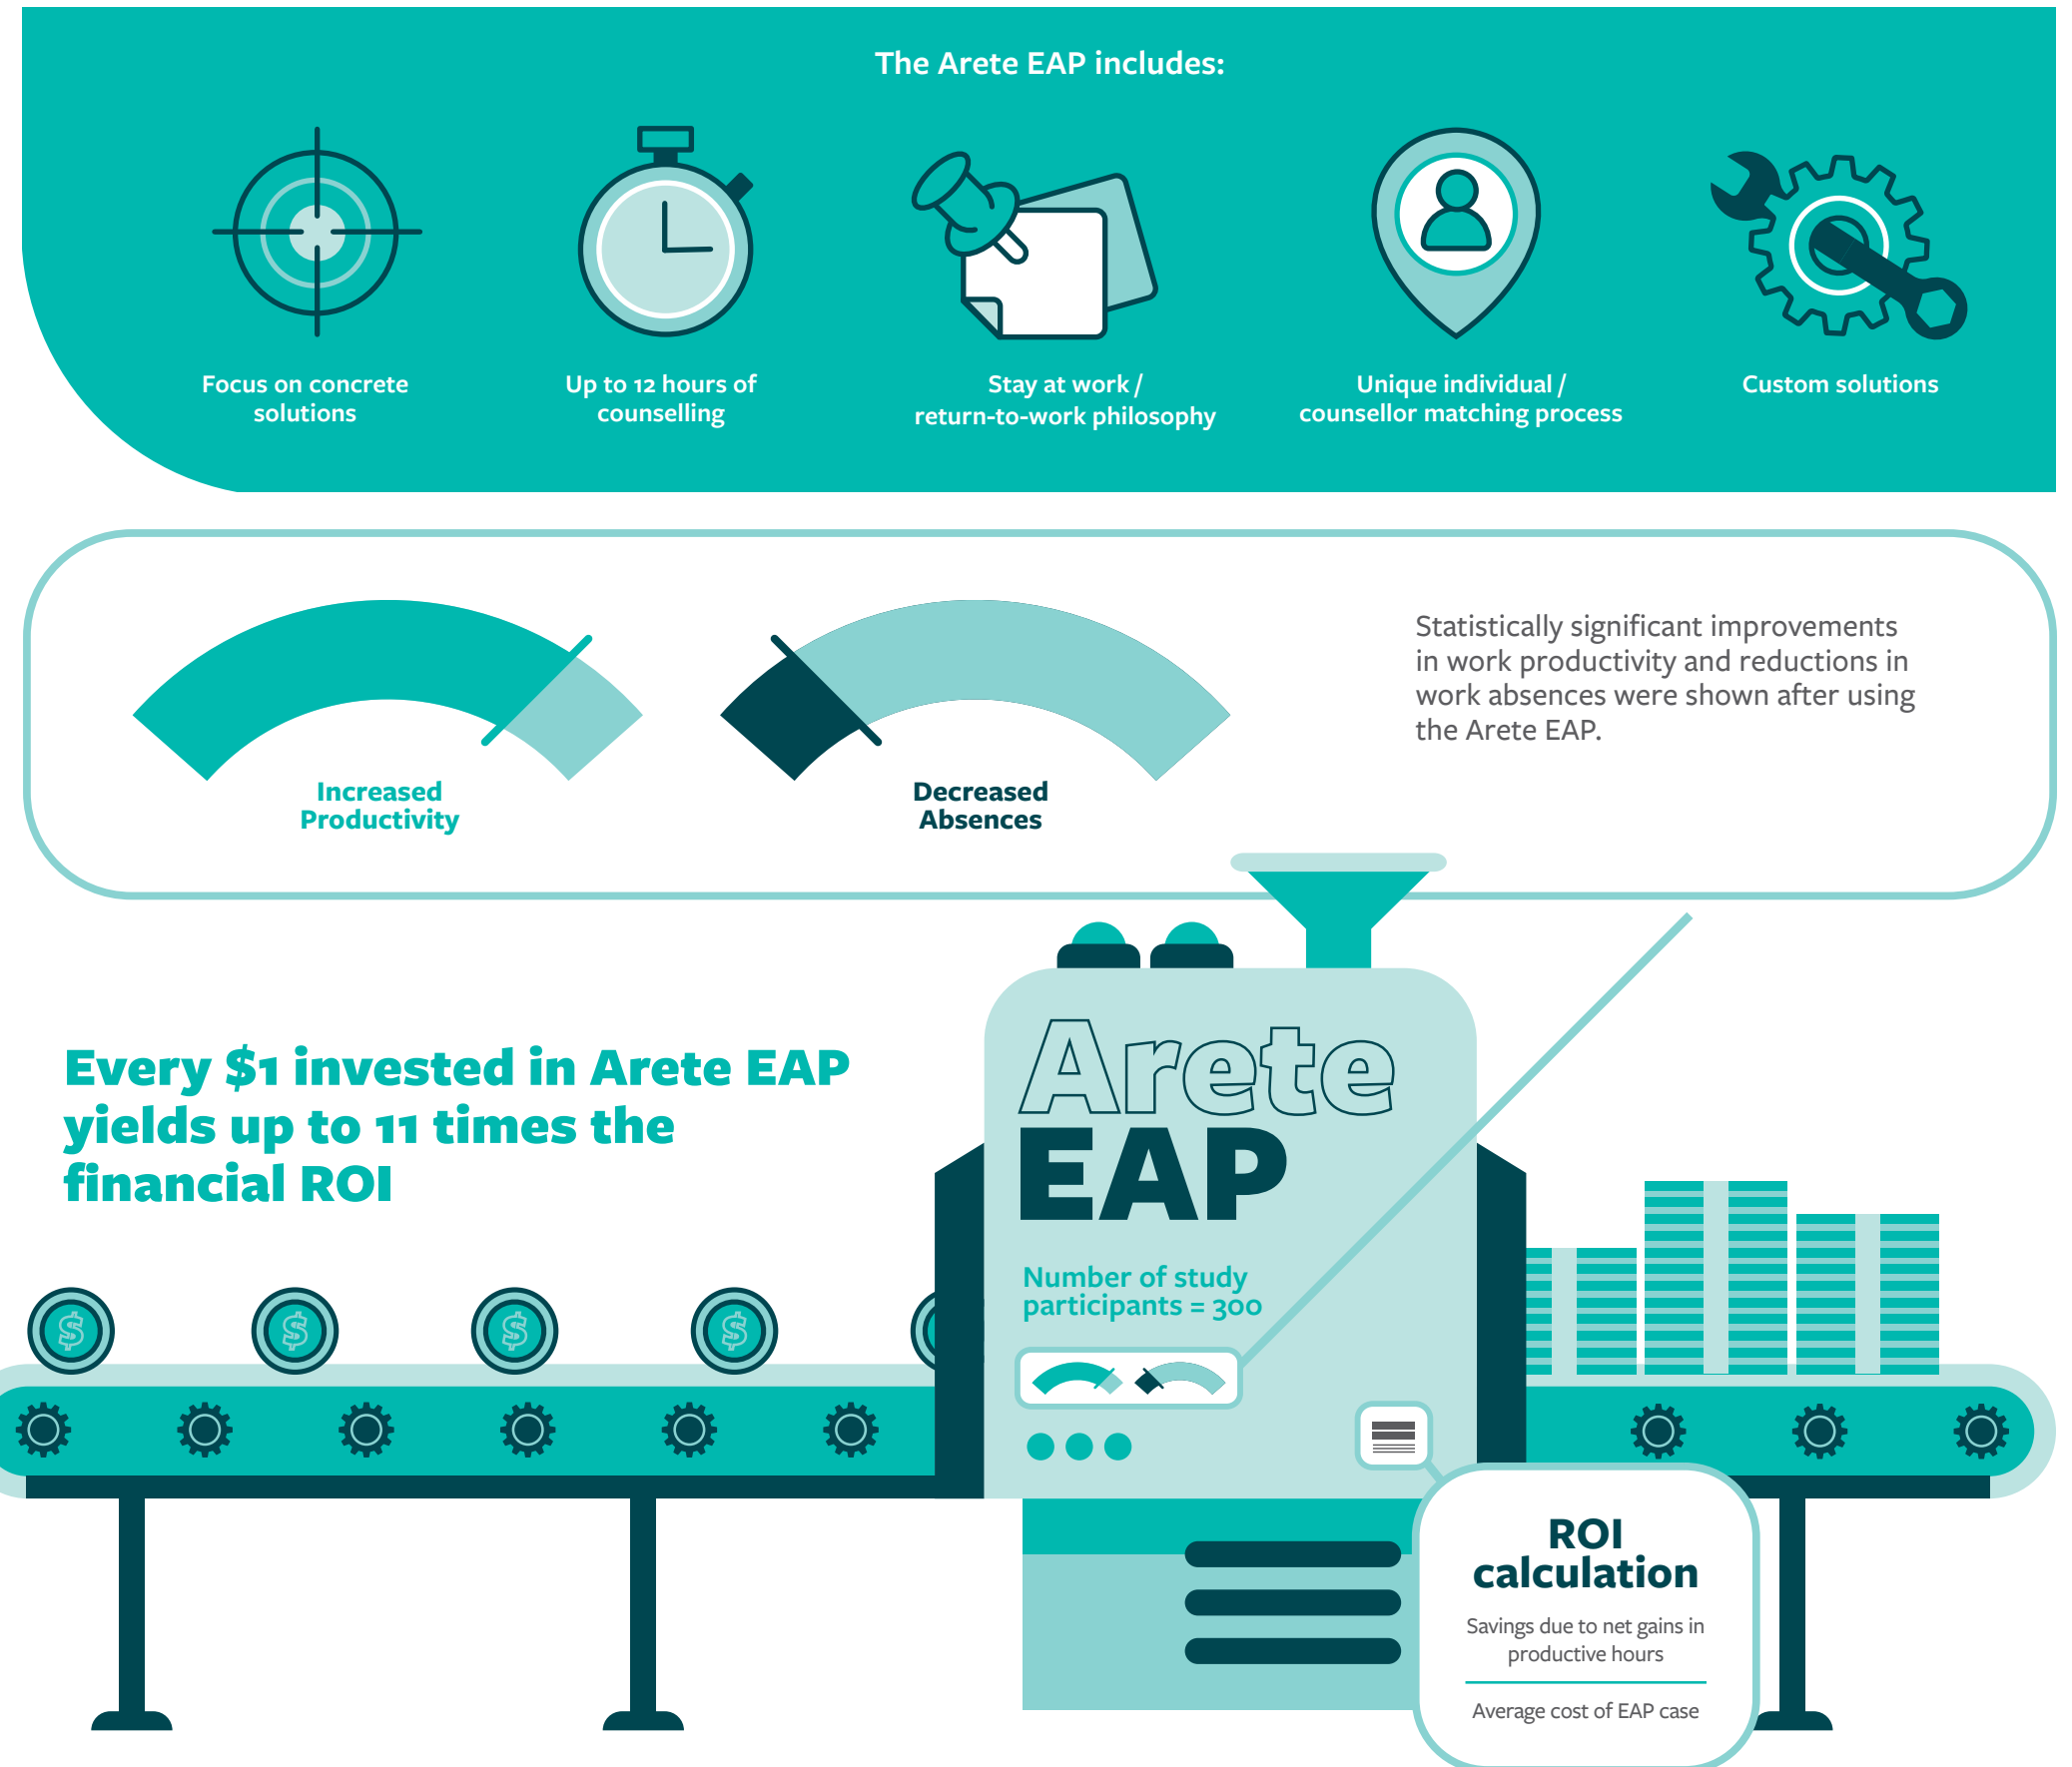 The Arete EAP includes:
Focus on concrete
solutions
Up to 12 hours of
counselling
Stay at work /
return-to-work philosophy
Unique individual /
counsellor matching process
Custom solutions
Increased
Productivity
Decreased
Absences
Statistically significant improvements
in work productivity and reductions in
work absences were shown after using
the Arete EAP.
Every $1 invested in Arete EAP
yields up to 11 times the
financial ROI
Arete
EAP
Number of study
participants = 300
$
$
$
$
ROI
calculation
Savings due to net gains in
productive hours
Average cost of EAP case